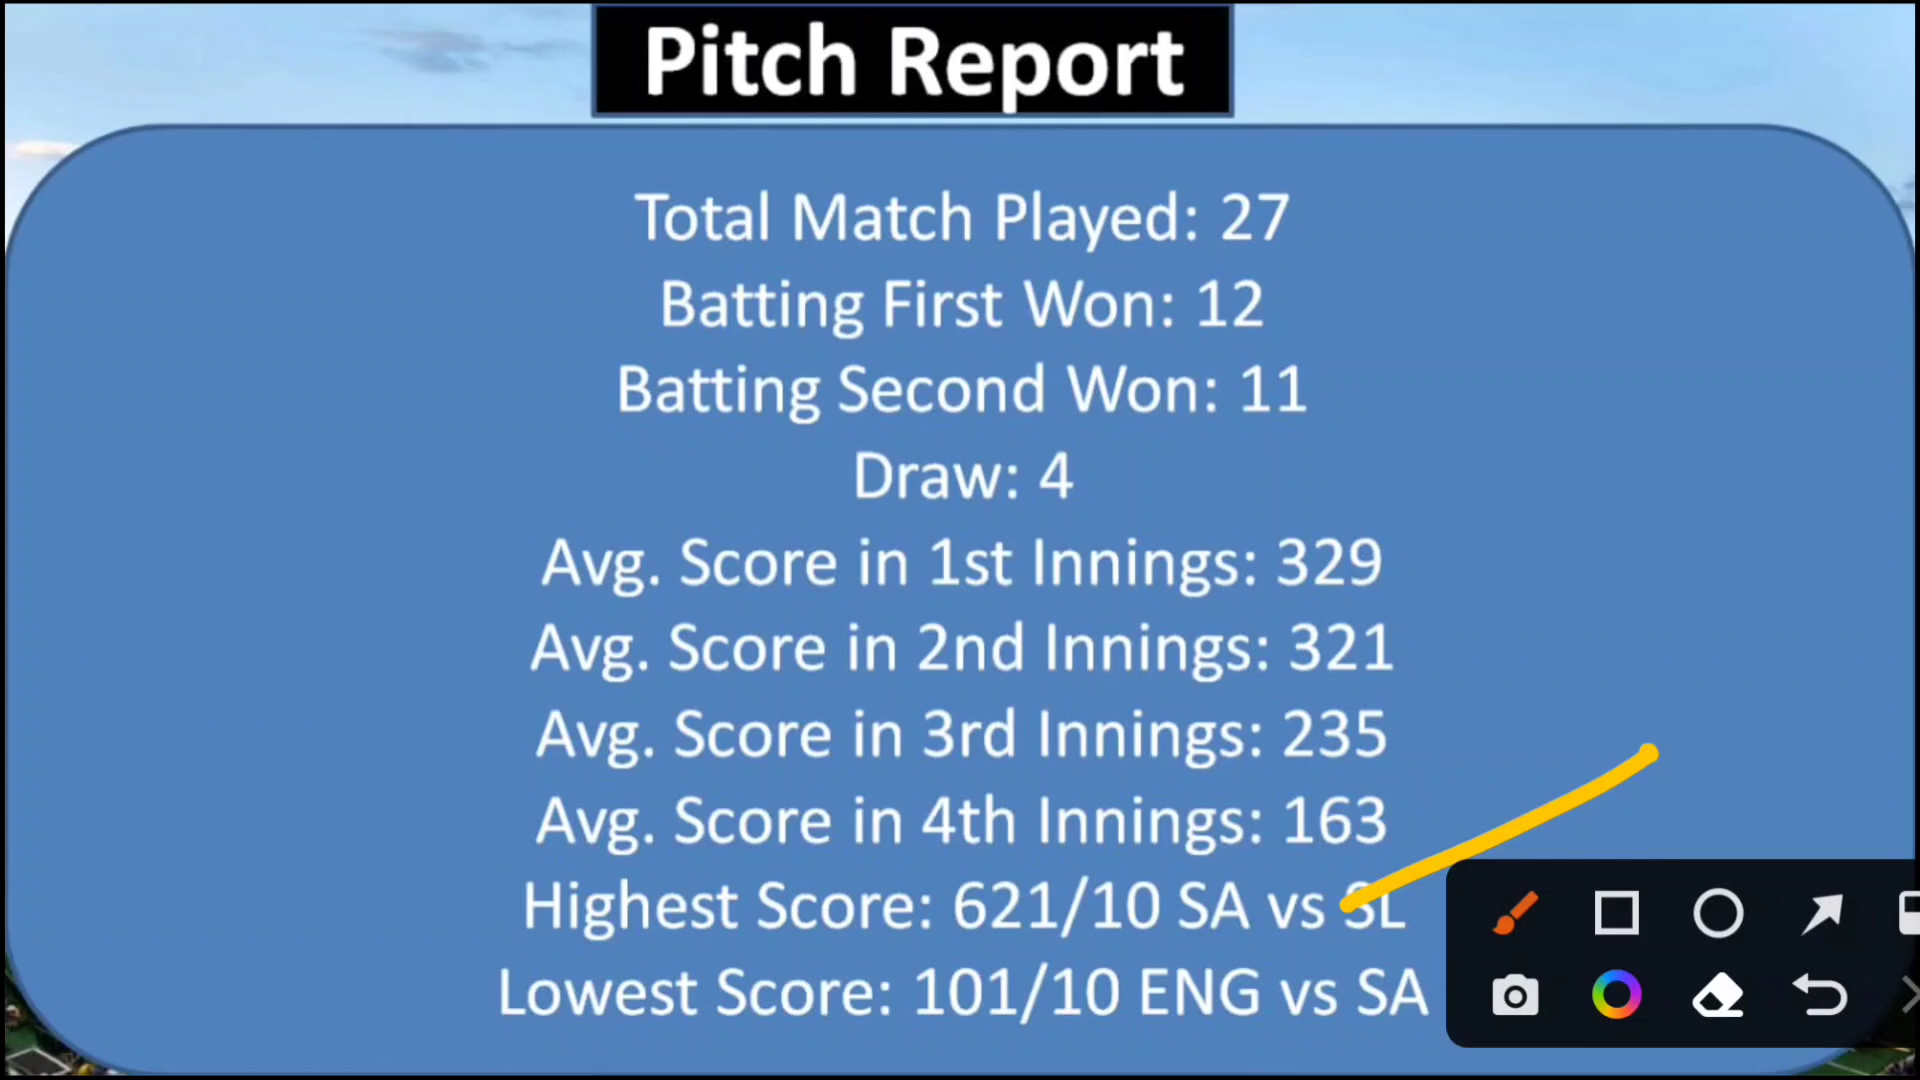 Pitch Report
Total Match Played: 27
Batting First Won: 12
Batting Second Won: 11
Draw: 4
Avg. Score in 1st Innings: 329
Avg. Score in 2nd Innings: 321
Avg. Score in 3rd Innings: 235
Avg. Score in 4th Innings: 163
Highest Score: 621/10 SA vs SL
Lowest Score: 101/10 ENG vs SA